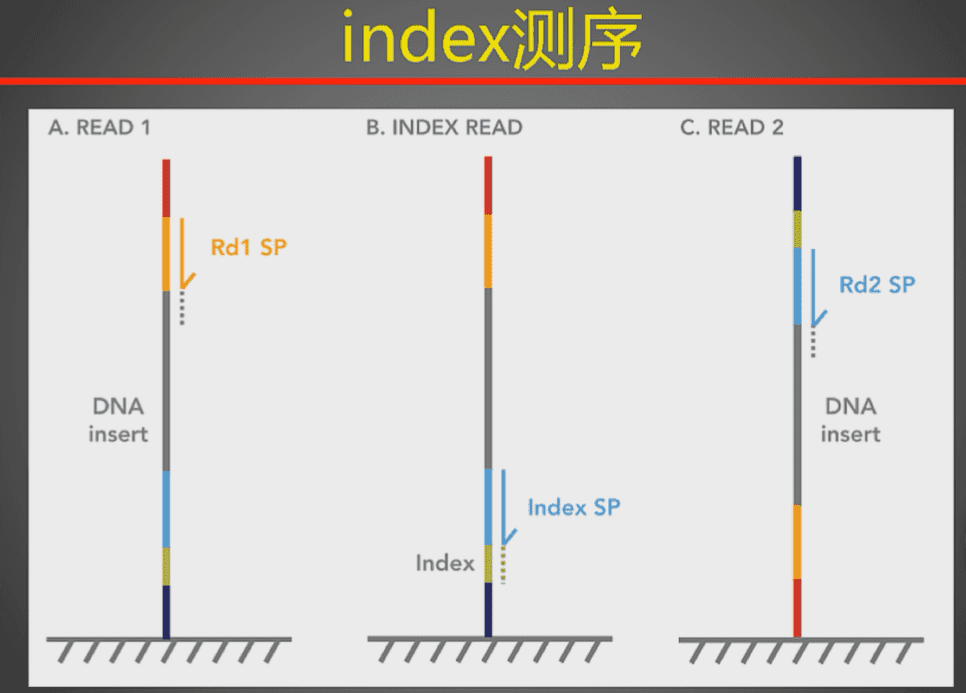 index测序
A. READ 1
B. INDEX READ
C. READ 2
Rd1 SP
DNA
insert
Index SP
Index
Rd2 SP
DNA
insert